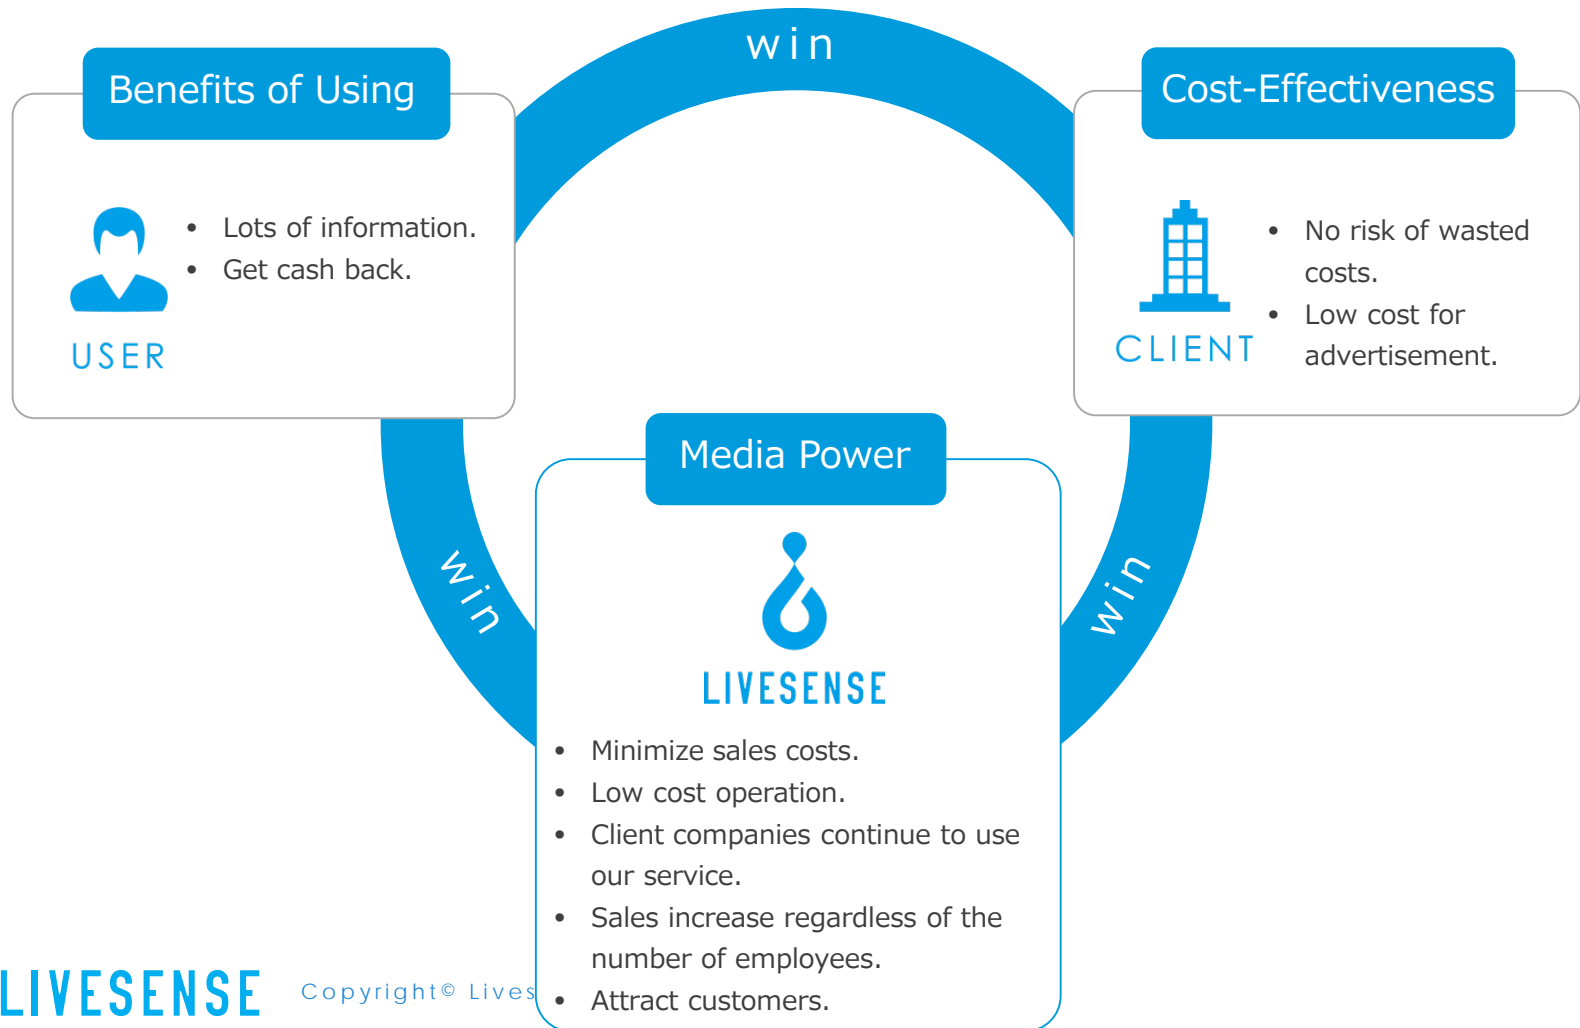 win
Benefits of Using
• Lots of information.
• Get cash back.
USER
Cost-Effectiveness
• No risk of wasted
costs.
• Low cost for
advertisement.
CLIENT
win
win
Media Power
LIVESENSE
• Minimize sales costs.
• Low cost operation.
• Client companies continue to use
our service.
• Sales increase regardless of the
number of employees.
• Attract customers.
LIVESENSE
Copyright© Lives